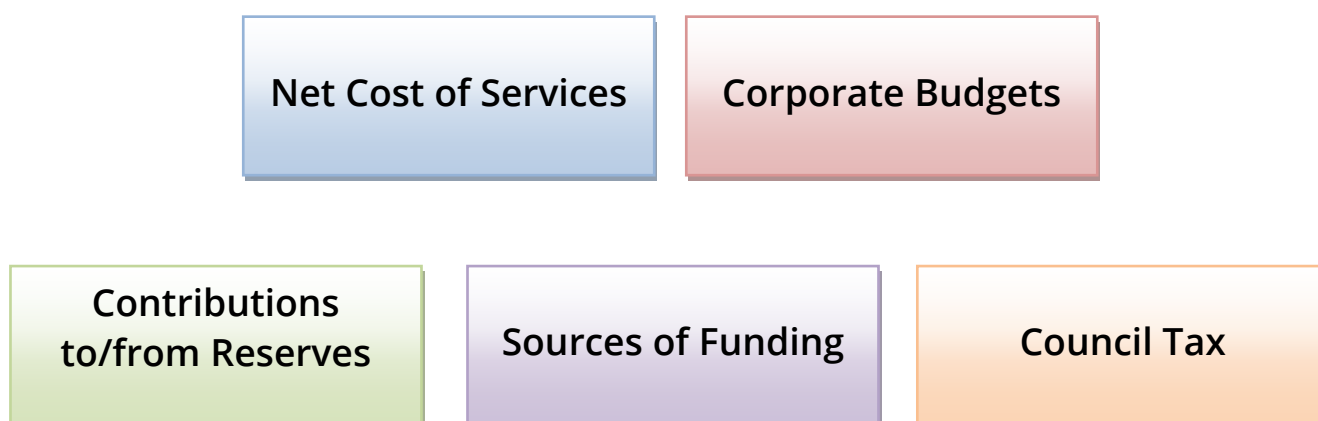 Net Cost of Services
Corporate Budgets
Contributions
to/from Reserves
Sources of Funding
Council Tax